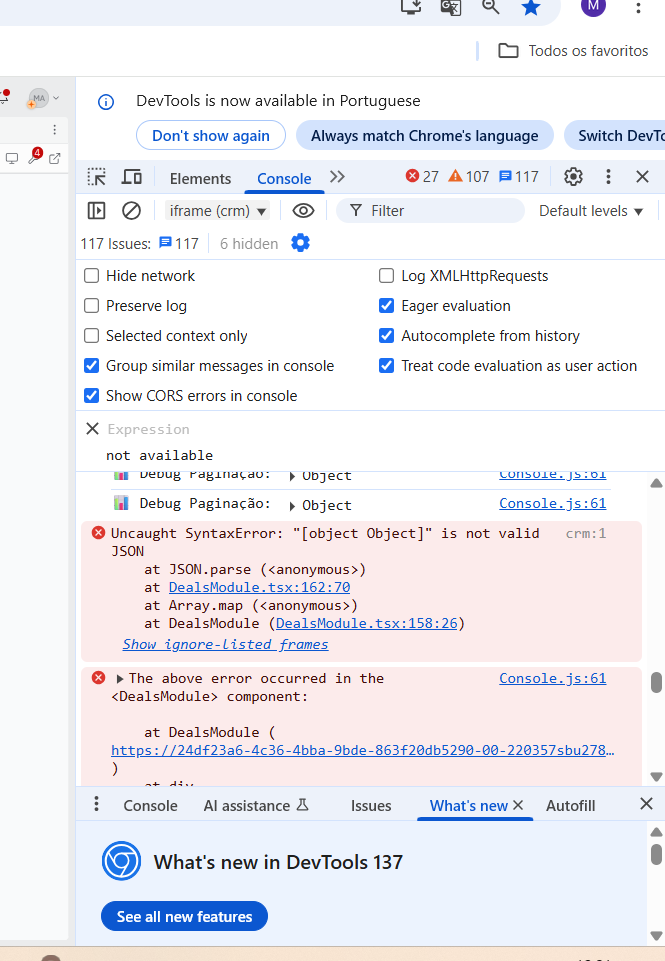 M
Todos os favoritos
MA
4
DevTools is now available in Portuguese
Don't show again
Always match Chrome's language
Switch DevTo
Elements
Console
27
107
117
iframe (crm)
Filter
Default levels
117 Issues:
117
6 hidden
Hide network
Log XMLHttpRequests
Preserve log
Eager evaluation
Selected context only
Autocomplete from history
Group similar messages in console
Treat code evaluation as user action
Show CORS errors in console
Expression
not available
Debug Paginação: Object Console.js:61
Debug Paginação: Object Console.js:61
Uncaught SyntaxError: "[object Object]" is not valid crm:1
JSON
at JSON.parse (<anonymous>)
at DealsModule.tsx:162:70
at Array.map (<anonymous>)
at DealsModule (DealsModule.tsx:158:26)
Show ignore-listed frames
The above error occurred in the Console.js:61
<DealsModule> component:
at DealsModule (
https://24df23a6-4c36-4bba-9bde-863f20db5290-00-220357sbu278…
)
at div
Console
AI assistance
Issues
What's new
Autofill
What's new in DevTools 137
See all new features